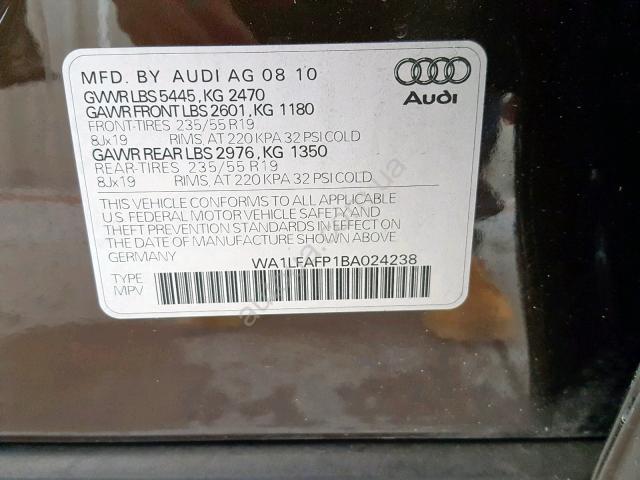 MFD. BY AUDI AG 08 10
GVWR LBS 5445, KG 2470
GAWR FRONT LBS 2601, KG 1180
FRONT-TIRES 235/55 R19
8Jx19 RIMS, AT 220 KPA 32 PSI COLD
GAWR REAR LBS 2976, KG 1350
REAR-TIRES 235/55 R19
8Jx19 RIMS, AT 220 KPA 32 PSI COLD
Audi
THIS VEHICLE CONFORMS TO ALL APPLICABLE
U.S. FEDERAL MOTOR VEHICLE SAFETY AND
THEFT PREVENTION STANDARDS IN EFFECT ON THE
DATE OF MANUFACTURE SHOWN ABOVE
GERMANY WA1LFAFP1BA024238
TYPE
MPV